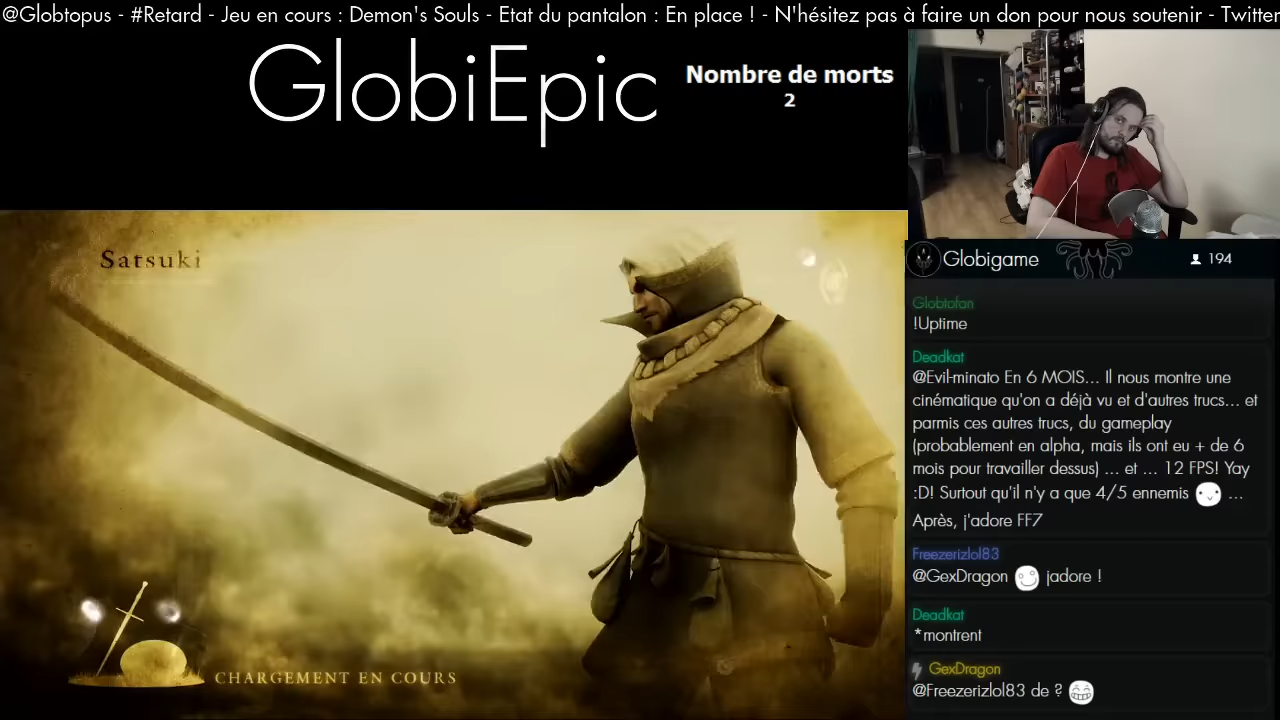 @Globtopus - #Retard - Jeu en cours : Demon's Souls - Etat du pantalon : En place ! - N'hésitez pas à faire un don pour nous soutenir - Twitter
GlobiEpic
Nombre de morts
2
Satsuki
CHARGEMENT EN COURS
Globigame
194
Globtofan
!Uptime
Deadkat
@Evil-minato En 6 MOIS... Il nous montre une
cinématique qu'on a déjà vu et d'autres trucs... et
parmis ces autres trucs, du gameplay
(probablement en alpha, mais ils ont eu + de 6
mois pour travailler dessus) ... et ... 12 FPS! Yay
:D! Surtout qu'il n'y a que 4/5 ennemis ...
Après, j'adore FF7
Freezerizlol83
@GexDragon jadore !
Deadkat
*montrent
GexDragon
@Freezerizlol83 de ?